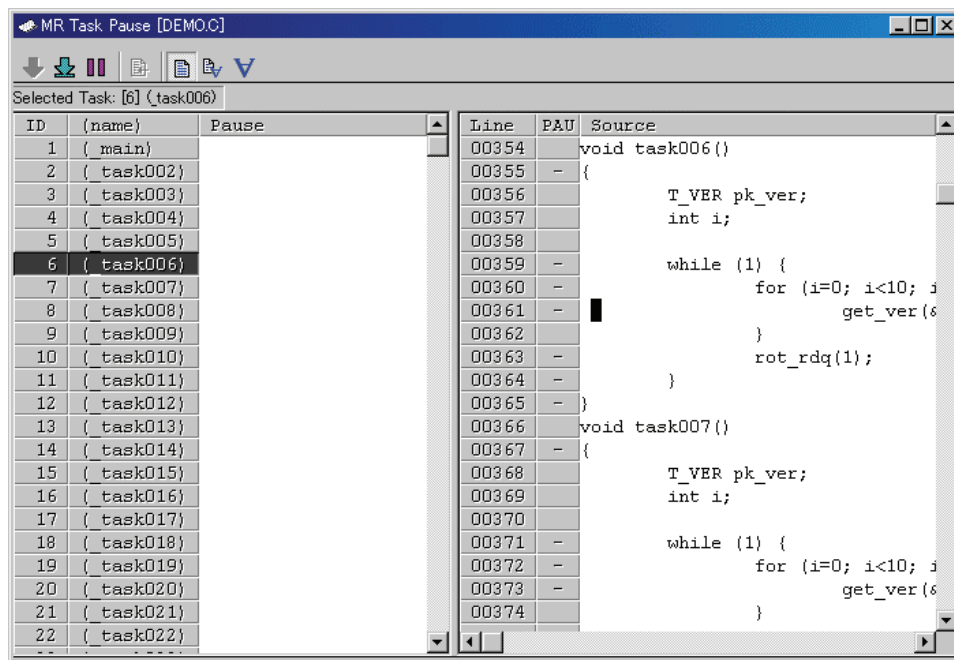 MR Task Pause [DEMO.C]
Selected Task: [6] (_task006)
ID (name) Pause
1 (_main)
2 (_task002)
3 (_task003)
4 (_task004)
5 (_task005)
6 (_task006)
7 (_task007)
8 (_task008)
9 (_task009)
10 (_task010)
11 (_task011)
12 (_task012)
13 (_task013)
14 (_task014)
15 (_task015)
16 (_task016)
17 (_task017)
18 (_task018)
19 (_task019)
20 (_task020)
21 (_task021)
22 (_task022)
Line PAU Source
00354 void task006()
00355 - {
00356 T_VER pk_ver;
00357 int i;
00358
00359 - while (1) {
00360 - for (i=0; i<10; i
00361 - get_ver(&
00362 }
00363 - rot_rdq(1);
00364 - }
00365 - }
00366 void task007()
00367 - {
00368 T_VER pk_ver;
00369 int i;
00370
00371 - while (1) {
00372 - for (i=0; i<10; i
00373 - get_ver(&
00374 }